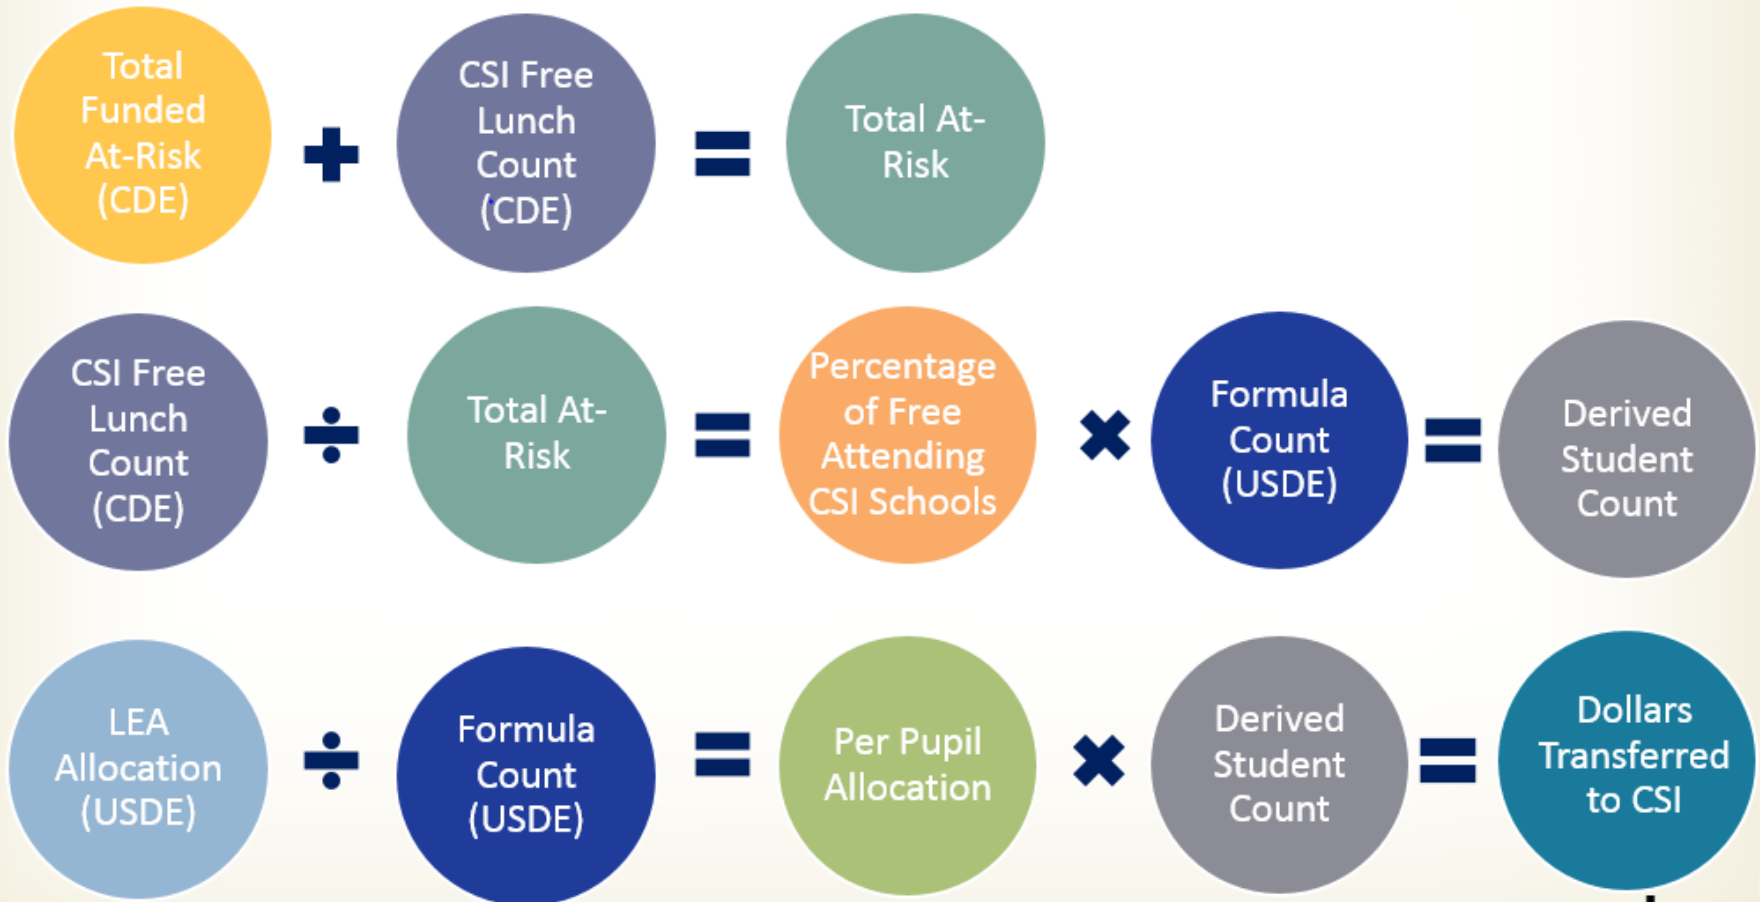 Total
Funded
At-Risk
(CDE)
CSI Free
Lunch
Count
(CDE)
Total At-
Risk
CSI Free
Lunch
Count
(CDE)
Total At-
Risk
Percentage
of Free
Attending
CSI Schools
Formula
Count
(USDE)
Derived
Student
Count
LEA
Allocation
(USDE)
Formula
Count
(USDE)
Per Pupil
Allocation
Derived
Student
Count
Dollars
Transferred
to CSI